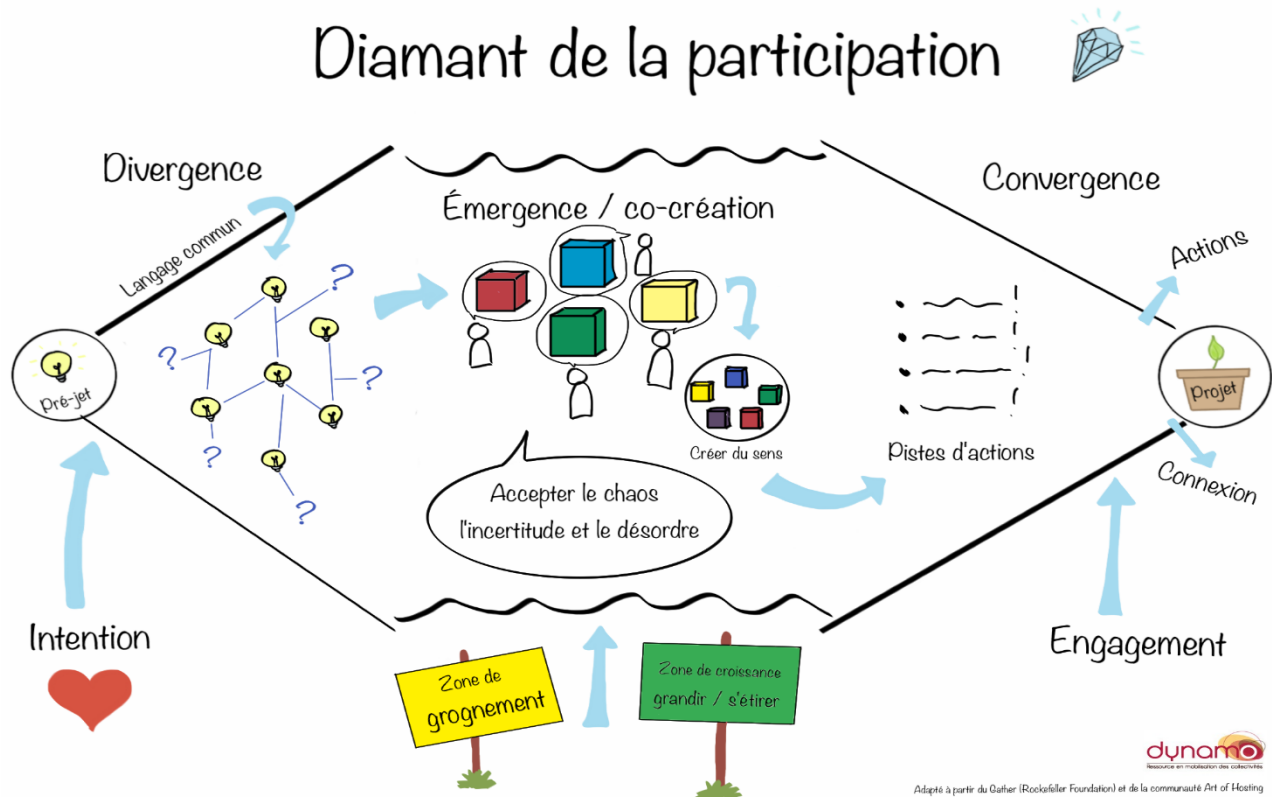 Diamant de la participation
Divergence
Langage commun
Pré-jet
Intention
?
?
?
?
?
Émergence / co-création
Créer du sens
Accepter le chaos
l'incertitude et le désordre
Zone de
grognement
Zone de croissance
grandir / s'étirer
Convergence
Pistes d'actions
Actions
Projet
Connexion
Engagement
dynamo
Ressource en mobilisation des collectivités
Adapté à partir du Gather (Rockefeller Foundation) et de la communauté Art of Hosting